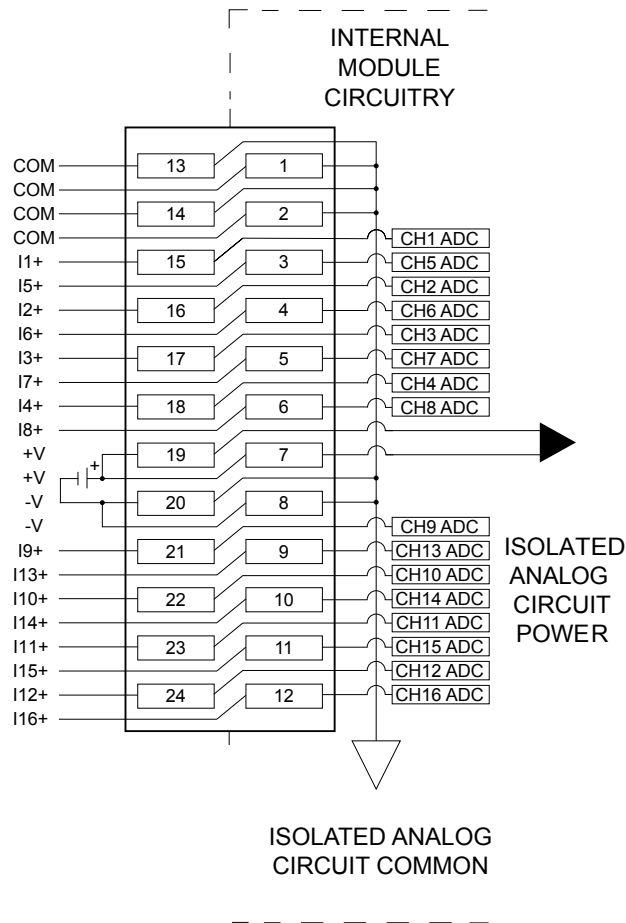 INTERNAL
MODULE
CIRCUITRY
COM 13 1
COM
COM 14 2
COM CH1 ADC
I1+ 15 3 CH5 ADC
I5+ CH2 ADC
I2+ 16 4 CH6 ADC
I6+ CH3 ADC
I3+ 17 5 CH7 ADC
I7+ CH4 ADC
I4+ 18 6 CH8 ADC
I8+
+V 19 7
+
+V
-V 20 8
-V CH9 ADC
I9+ 21 9 CH13 ADC
I13+ CH10 ADC
I10+ 22 10 CH14 ADC
I14+ CH11 ADC
I11+ 23 11 CH15 ADC
I15+ CH12 ADC
I12+ 24 12 CH16 ADC
I16+
ISOLATED
ANALOG
CIRCUIT
POWER
ISOLATED ANALOG
CIRCUIT COMMON